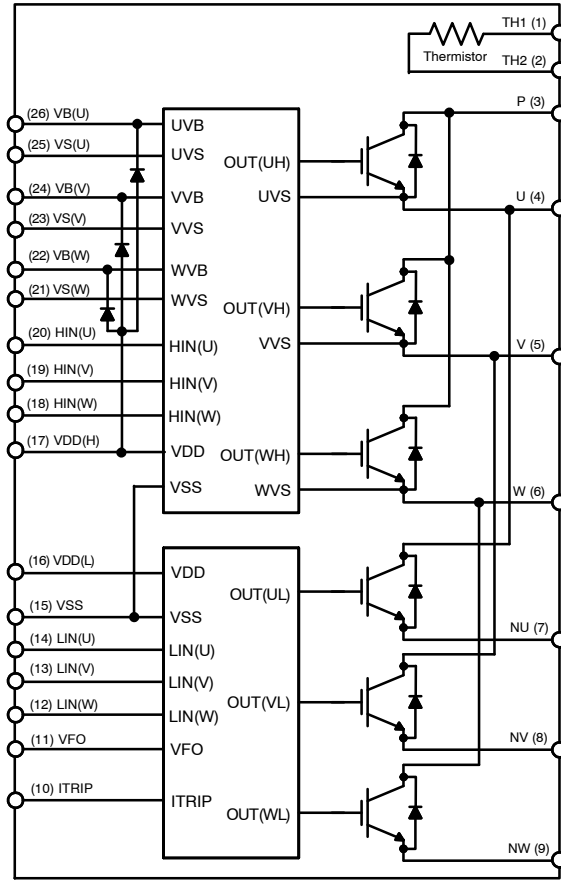 TH1 (1)
Thermistor
TH2 (2)
P (3)
U (4)
V (5)
W (6)
NU (7)
NV (8)
NW (9)
(26) VB(U)
(25) VS(U)
(24) VB(V)
(23) VS(V)
(22) VB(W)
(21) VS(W)
(20) HIN(U)
(19) HIN(V)
(18) HIN(W)
(17) VDD(H)
(16) VDD(L)
(15) VSS
(14) LIN(U)
(13) LIN(V)
(12) LIN(W)
(11) VFO
(10) ITRIP
UVB
UVS
VVB
VVS
WVB
WVS
HIN(U)
HIN(V)
HIN(W)
VDD
VSS
OUT(UH)
UVS
OUT(VH)
VVS
OUT(WH)
WVS
VDD
VSS
LIN(U)
LIN(V)
LIN(W)
VFO
ITRIP
OUT(UL)
OUT(VL)
OUT(WL)